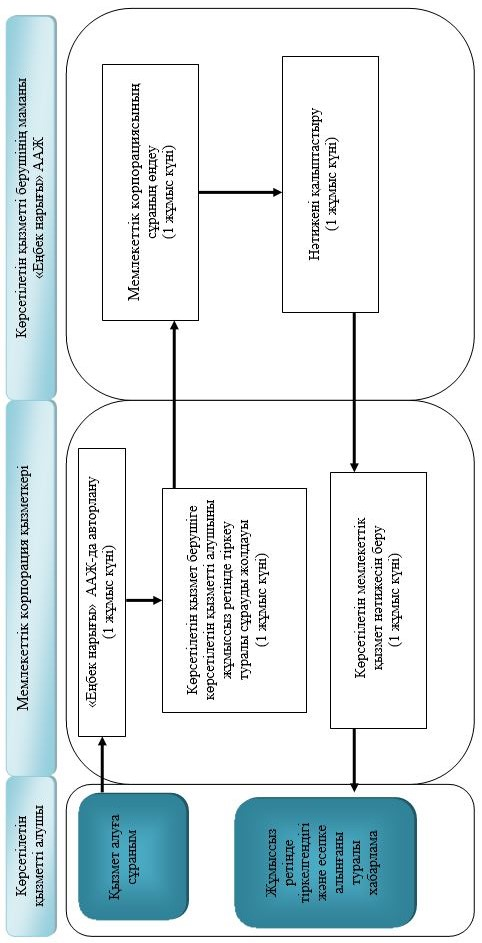 Көрсетілетін
қызметті алушы
Мемлекеттік корпорация қызметкері
Көрсетілетін қызметті берушінің маманы
«Еңбек нарығы» ААЖ
Қызмет алуға
сұраным
«Еңбек нарығы» ААЖ-да авторлану
(1 жұмыс күні)
Көрсетілетін қызмет берушіге
көрсетілетін қызметті алушыны
жұмыссыз ретінде тіркеу
туралы сұрауды жолдауы
(1 жұмыс күні)
Мемлекеттік корпорациясының
сұранын өңдеу
(1 жұмыс күні)
Нәтижені қалыптастыру
(1 жұмыс күні)
Көрсетілетін мемлекеттік
қызмет нәтижесін беру
(1 жұмыс күні)
Жұмыссыз
ретінде
тіркелгендігі
және есепке
алынғаны
туралы
хабарлама